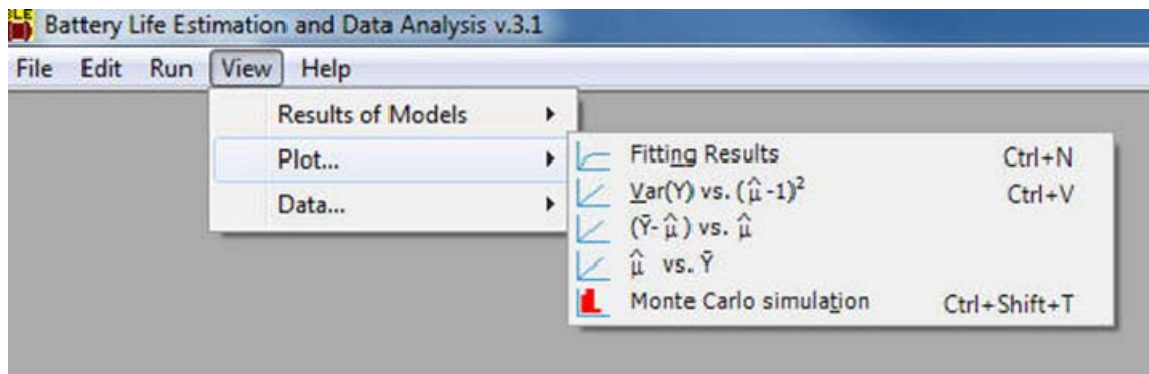 BLE
Battery Life Estimation and Data Analysis v.3.1
File Edit Run View Help
Results of Models
Plot...
Data...
Fitting Results Ctrl+N
Var(Y) vs. (μ̂-1)² Ctrl+V
(Ȳ-μ̂) vs. μ̂
μ̂ vs. Ȳ
Monte Carlo simulation Ctrl+Shift+T